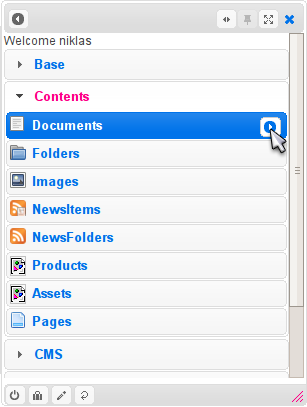 Welcome niklas
Base
Contents
Documents
Folders
Images
NewsItems
NewsFolders
Products
Assets
Pages
CMS